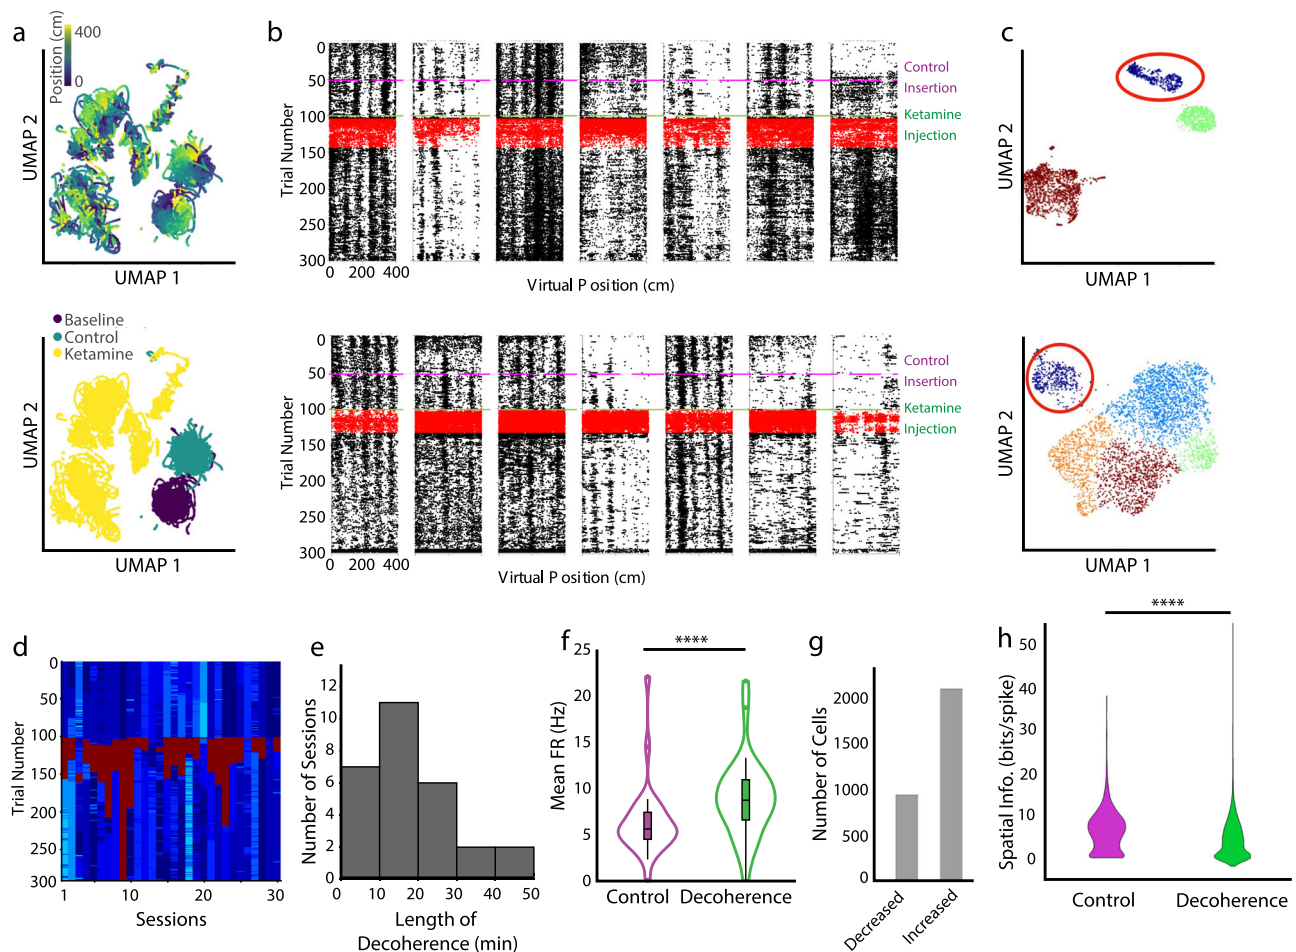 a
Position (cm)
400
0
UMAP 2
UMAP 1
Baseline
Control
Ketamine
UMAP 2
UMAP 1
b
Trial Number
0
50
100
150
200
250
300
0 200 400
Virtual Position (cm)
Control
Insertion
Ketamine
Injection
Trial Number
0
50
100
150
200
250
300
0 200 400
Virtual Position (cm)
Control
Insertion
Ketamine
Injection
c
UMAP 2
UMAP 1
UMAP 2
UMAP 1
d
Trial Number
0
50
100
150
200
250
300
1 10 20 30
Sessions
e
Number of Sessions
12
10
8
6
4
2
0
0 10 20 30 40 50
Length of
Decoherence (min)
f
****
Mean FR (Hz)
25
20
15
10
5
0
Control Decoherence
g
Number of Cells
2000
1500
1000
500
0
Decreased
Increased
h
****
Spatial Info. (bits/spike)
50
40
30
20
10
0
Control Decoherence